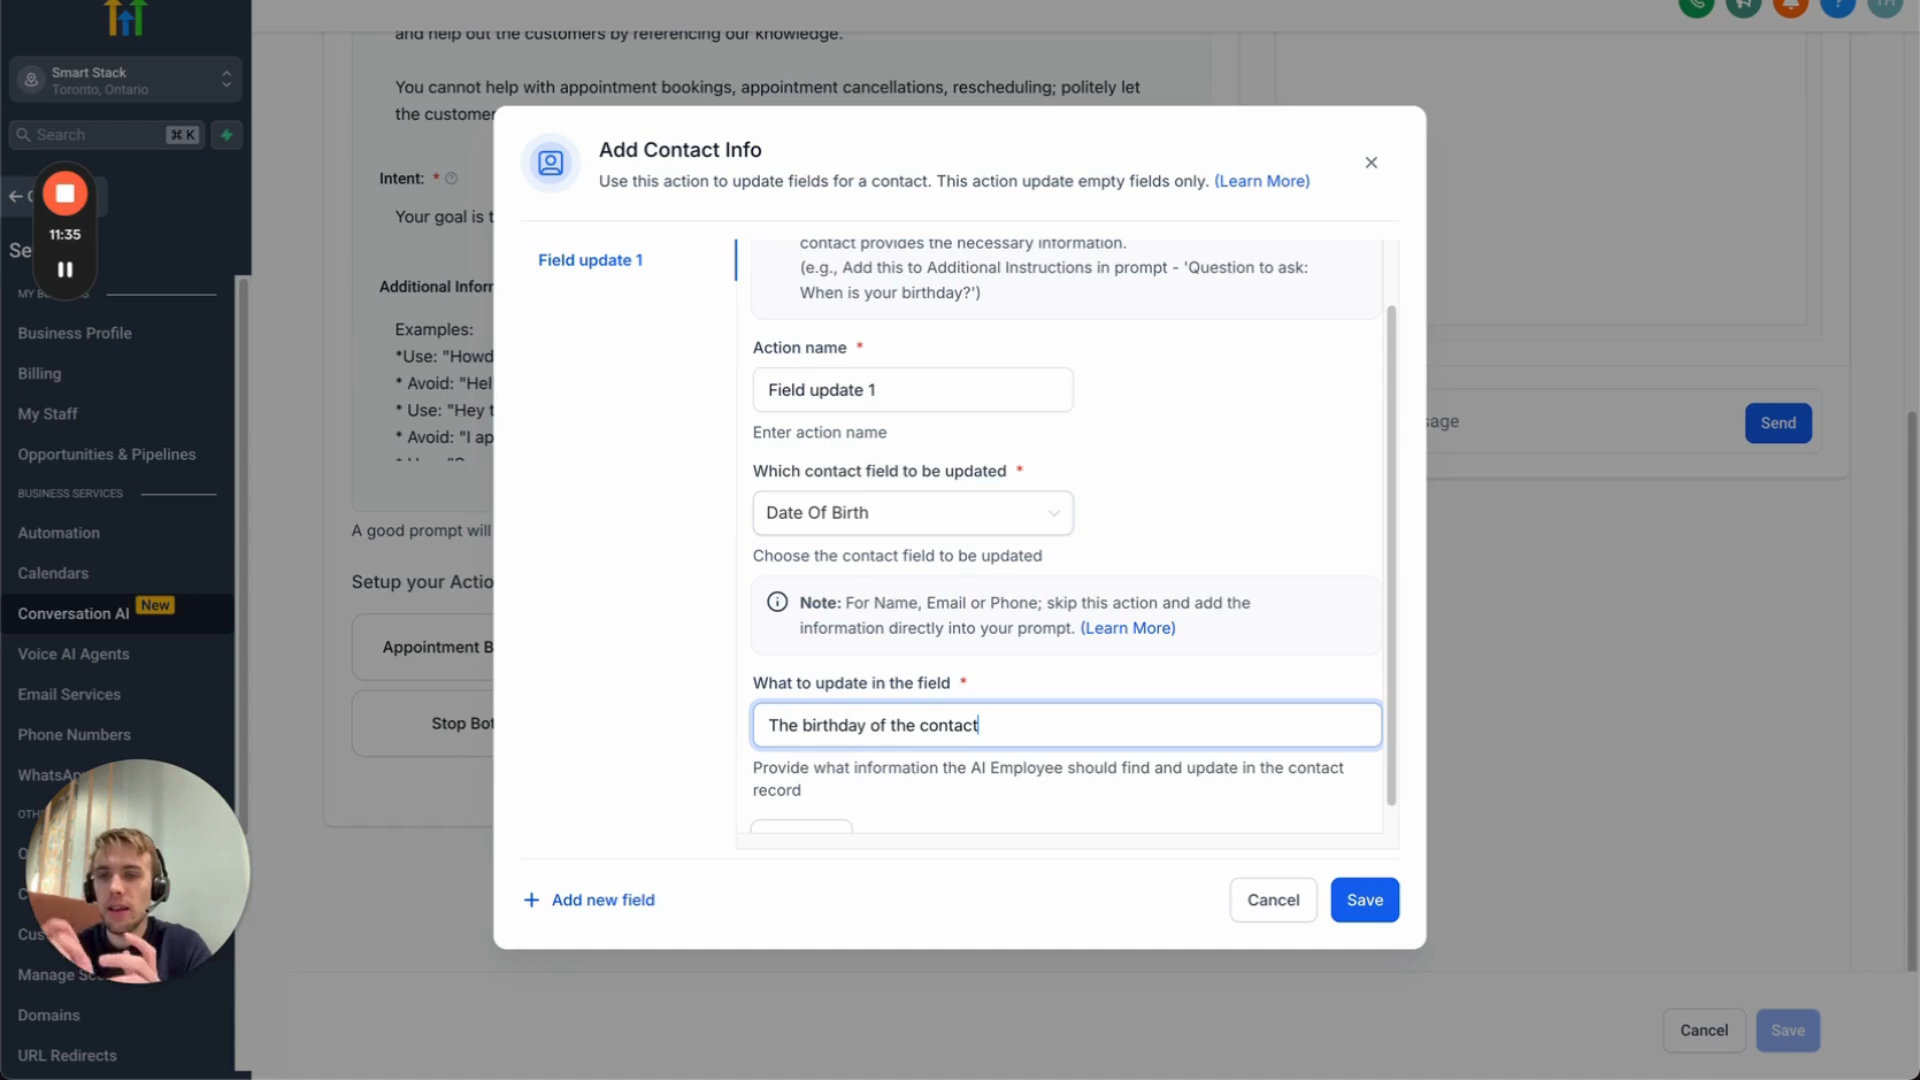 Smart Stack
Toronto, Ontario
Search
⌘ K
11:35
Business Profile
Billing
My Staff
Opportunities & Pipelines
BUSINESS SERVICES
Automation
Calendars
Conversation AI
New
Voice AI Agents
Email Services
Phone Numbers
WhatsAp
Manage Sc
Domains
URL Redirects
and help out the customers by referencing our knowledge.
You cannot help with appointment bookings, appointment cancellations, rescheduling; politely let
the customer
Intent: *
Your goal is t
Additional Inform
Examples:
*Use: "Howd
* Avoid: "Hel
* Use: "Hey t
* Avoid: "I ap
A good prompt will
Setup your Actio
Appointment B
Stop Bot
Add Contact Info
Use this action to update fields for a contact. This action update empty fields only. (Learn More)
Field update 1
contact provides the necessary information.
(e.g., Add this to Additional Instructions in prompt - 'Question to ask:
When is your birthday?')
Action name *
Field update 1
Enter action name
Which contact field to be updated *
Date Of Birth
Choose the contact field to be updated
Note: For Name, Email or Phone; skip this action and add the
information directly into your prompt. (Learn More)
What to update in the field *
The birthday of the contact
Provide what information the AI Employee should find and update in the contact
record
+ Add new field
Cancel
Save
sage
Send
Cancel
Save